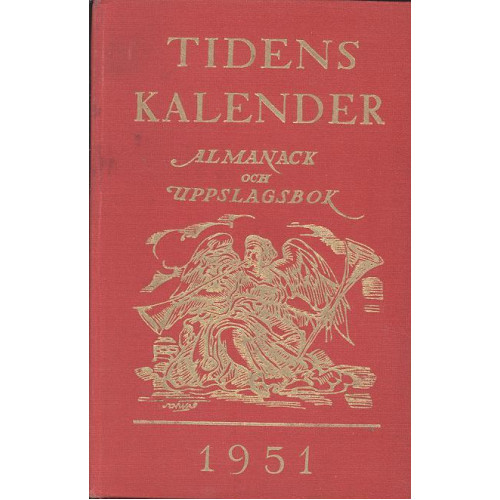 TIDENS
KALENDER
ALMANACK
OCH
UPPSLAGSBOK
1951